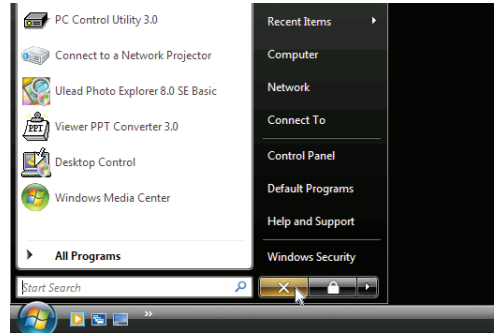 PC Control Utility 3.0
Connect to a Network Projector
Ulead Photo Explorer 8.0 SE Basic
PPT
Viewer PPT Converter 3.0
Desktop Control
Windows Media Center
All Programs
Start Search
Recent Items
Computer
Network
Connect To
Control Panel
Default Programs
Help and Support
Windows Security